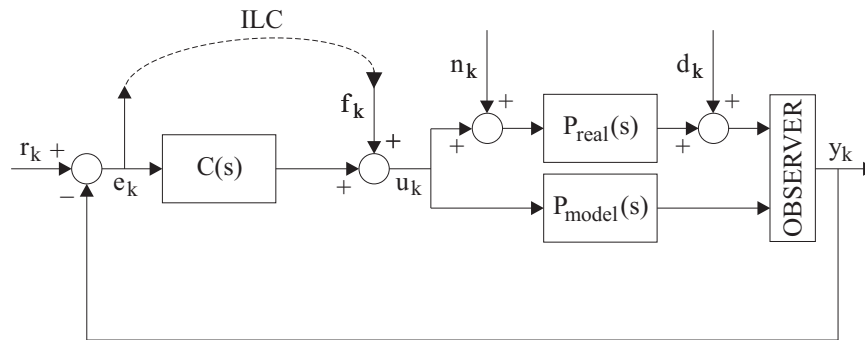 ILC
n_k
d_k
f_k
+
+
+
r_k
+
−
e_k
C(s)
+
u_k
+
P_real(s)
+
P_model(s)
OBSERVER
y_k